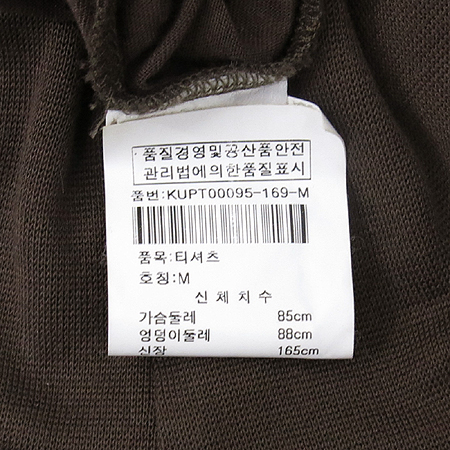 품질경영및공산품안전
관리법에의한품질표시
품번:KUPT00095-169-M
품목:티셔츠
호칭:M
신체치수
가슴둘레 85cm
엉덩이둘레 88cm
신장 165cm